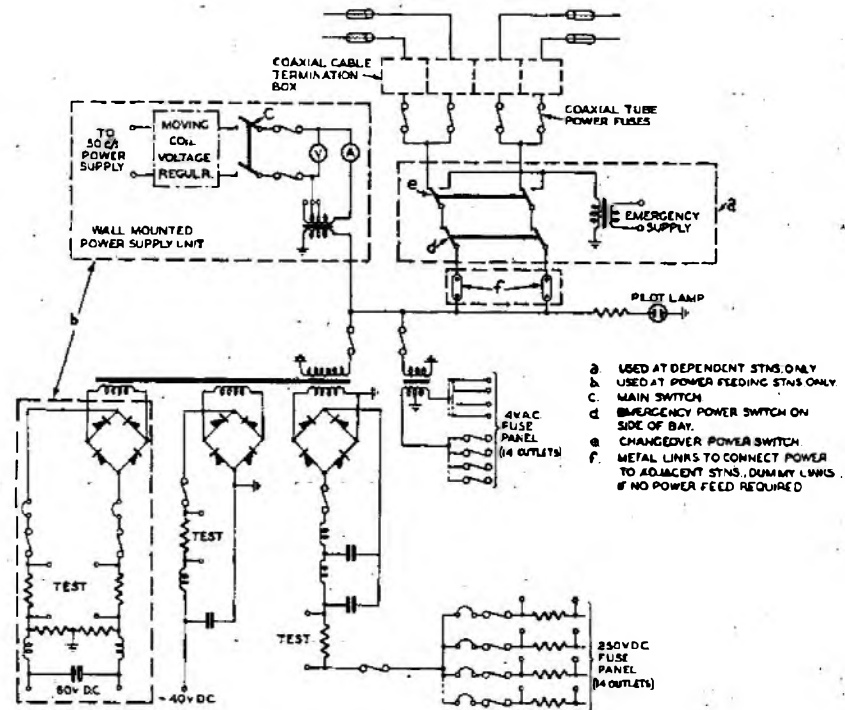 COAXIAL CABLE
TERMINATION
BOX
COAXIAL TUBE
POWER FUSES
TO
50 c/s
POWER
SUPPLY
MOVING
COIL
VOLTAGE
REGUL.R.
C
V
A
WALL MOUNTED
POWER SUPPLY UNIT
e
d
EMERGENCY
SUPPLY
a
f
PILOT LAMP
b
4V.A.C.
FUSE
PANEL
(14 OUTLETS)
a. USED AT DEPENDENT STNS. ONLY
b. USED AT POWER FEEDING STNS ONLY.
c. MAIN SWITCH
d EMERGENCY POWER SWITCH ON
SIDE OF BAY.
e CHANGEOVER POWER SWITCH.
f. METAL LINKS TO CONNECT POWER
TO ADJACENT STNS., DUMMY LINKS
IF NO POWER FEED REQUIRED
TEST
TEST
TEST
60V D.C
-40V DC
250V DC
FUSE
PANEL
(14 OUTLETS)